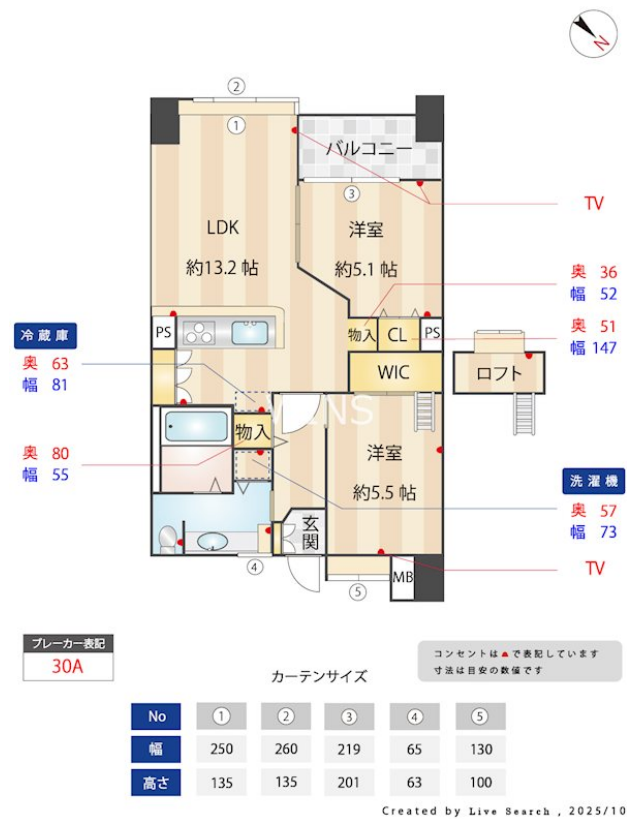 N
②
①
バルコニー
③
TV
LDK
約13.2 帖
洋室
約5.1 帖
奥 36
幅 52
冷蔵庫
奥 63
幅 81
PS
物入
CL
PS
奥 51
幅 147
WIC
ロフト
VANS
物入
奥 80
幅 55
洋室
約5.5 帖
洗濯機
奥 57
幅 73
玄関
④
⑤
MB
TV
ブレーカー表記
30A
コンセントは▲で表記しています
寸法は目安の数値です
カーテンサイズ
No ① ② ③ ④ ⑤
幅 250 260 219 65 130
高さ 135 135 201 63 100
Created by Live Search , 2025/10